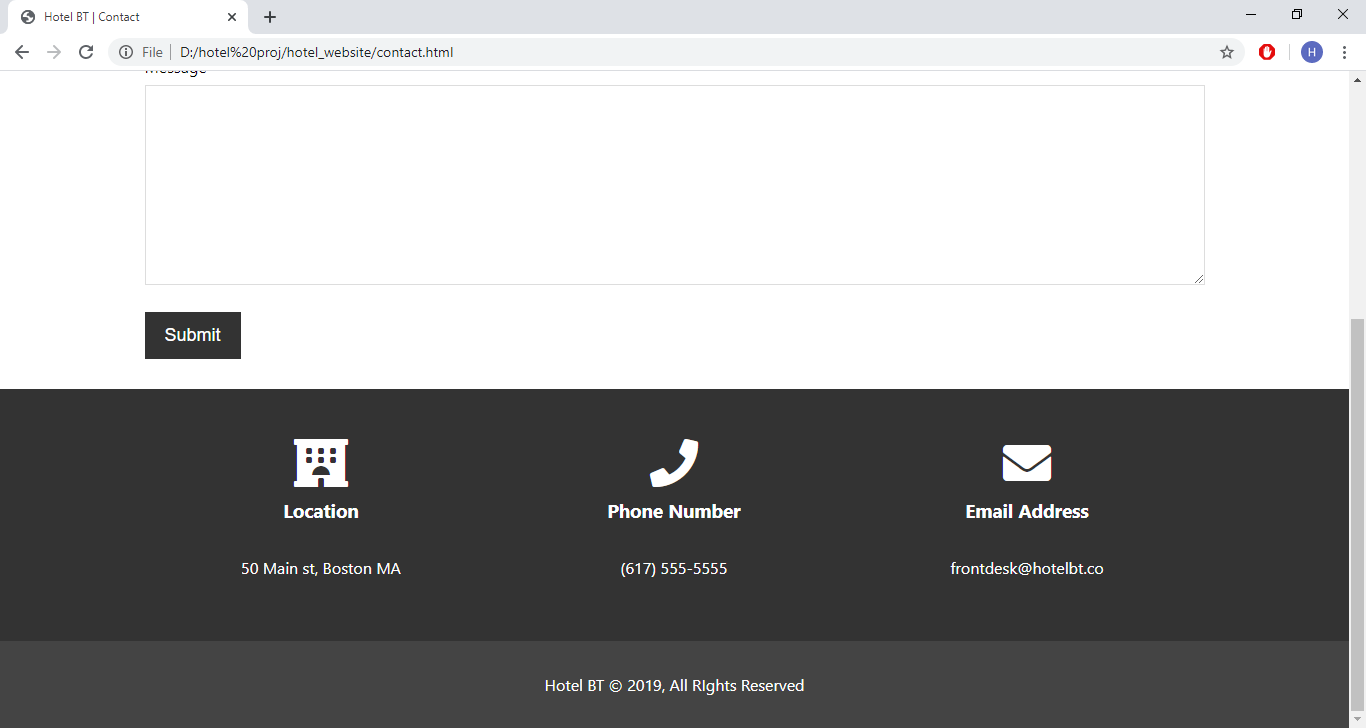 Hotel BT | Contact
File | D:/hotel%20proj/hotel_website/contact.html
H
Message
Submit
Location
Phone Number
Email Address
50 Main st, Boston MA
(617) 555-5555
frontdesk@hotelbt.co
Hotel BT © 2019, All RIghts Reserved